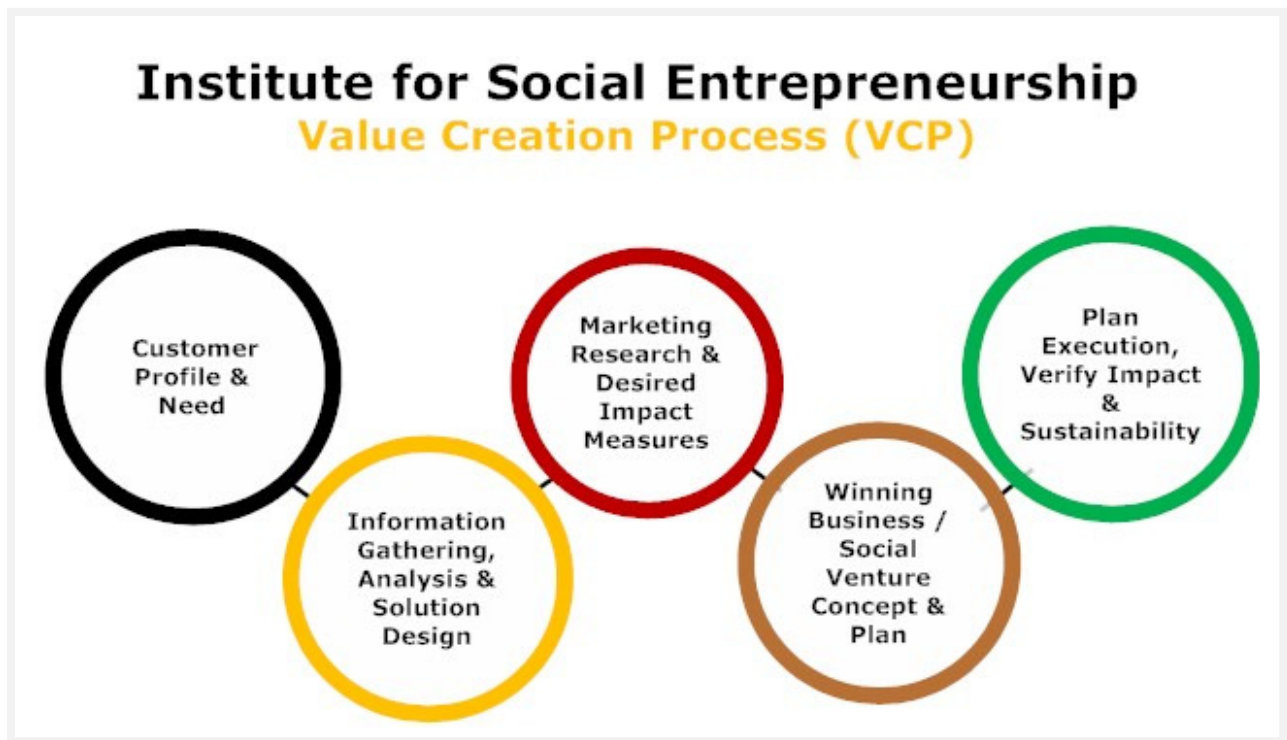 Institute for Social Entrepreneurship
Value Creation Process (VCP)
Customer
Profile &
Need
Information
Gathering,
Analysis &
Solution
Design
Marketing
Research &
Desired
Impact
Measures
Winning
Business /
Social
Venture
Concept &
Plan
Plan
Execution,
Verify Impact
&
Sustainability